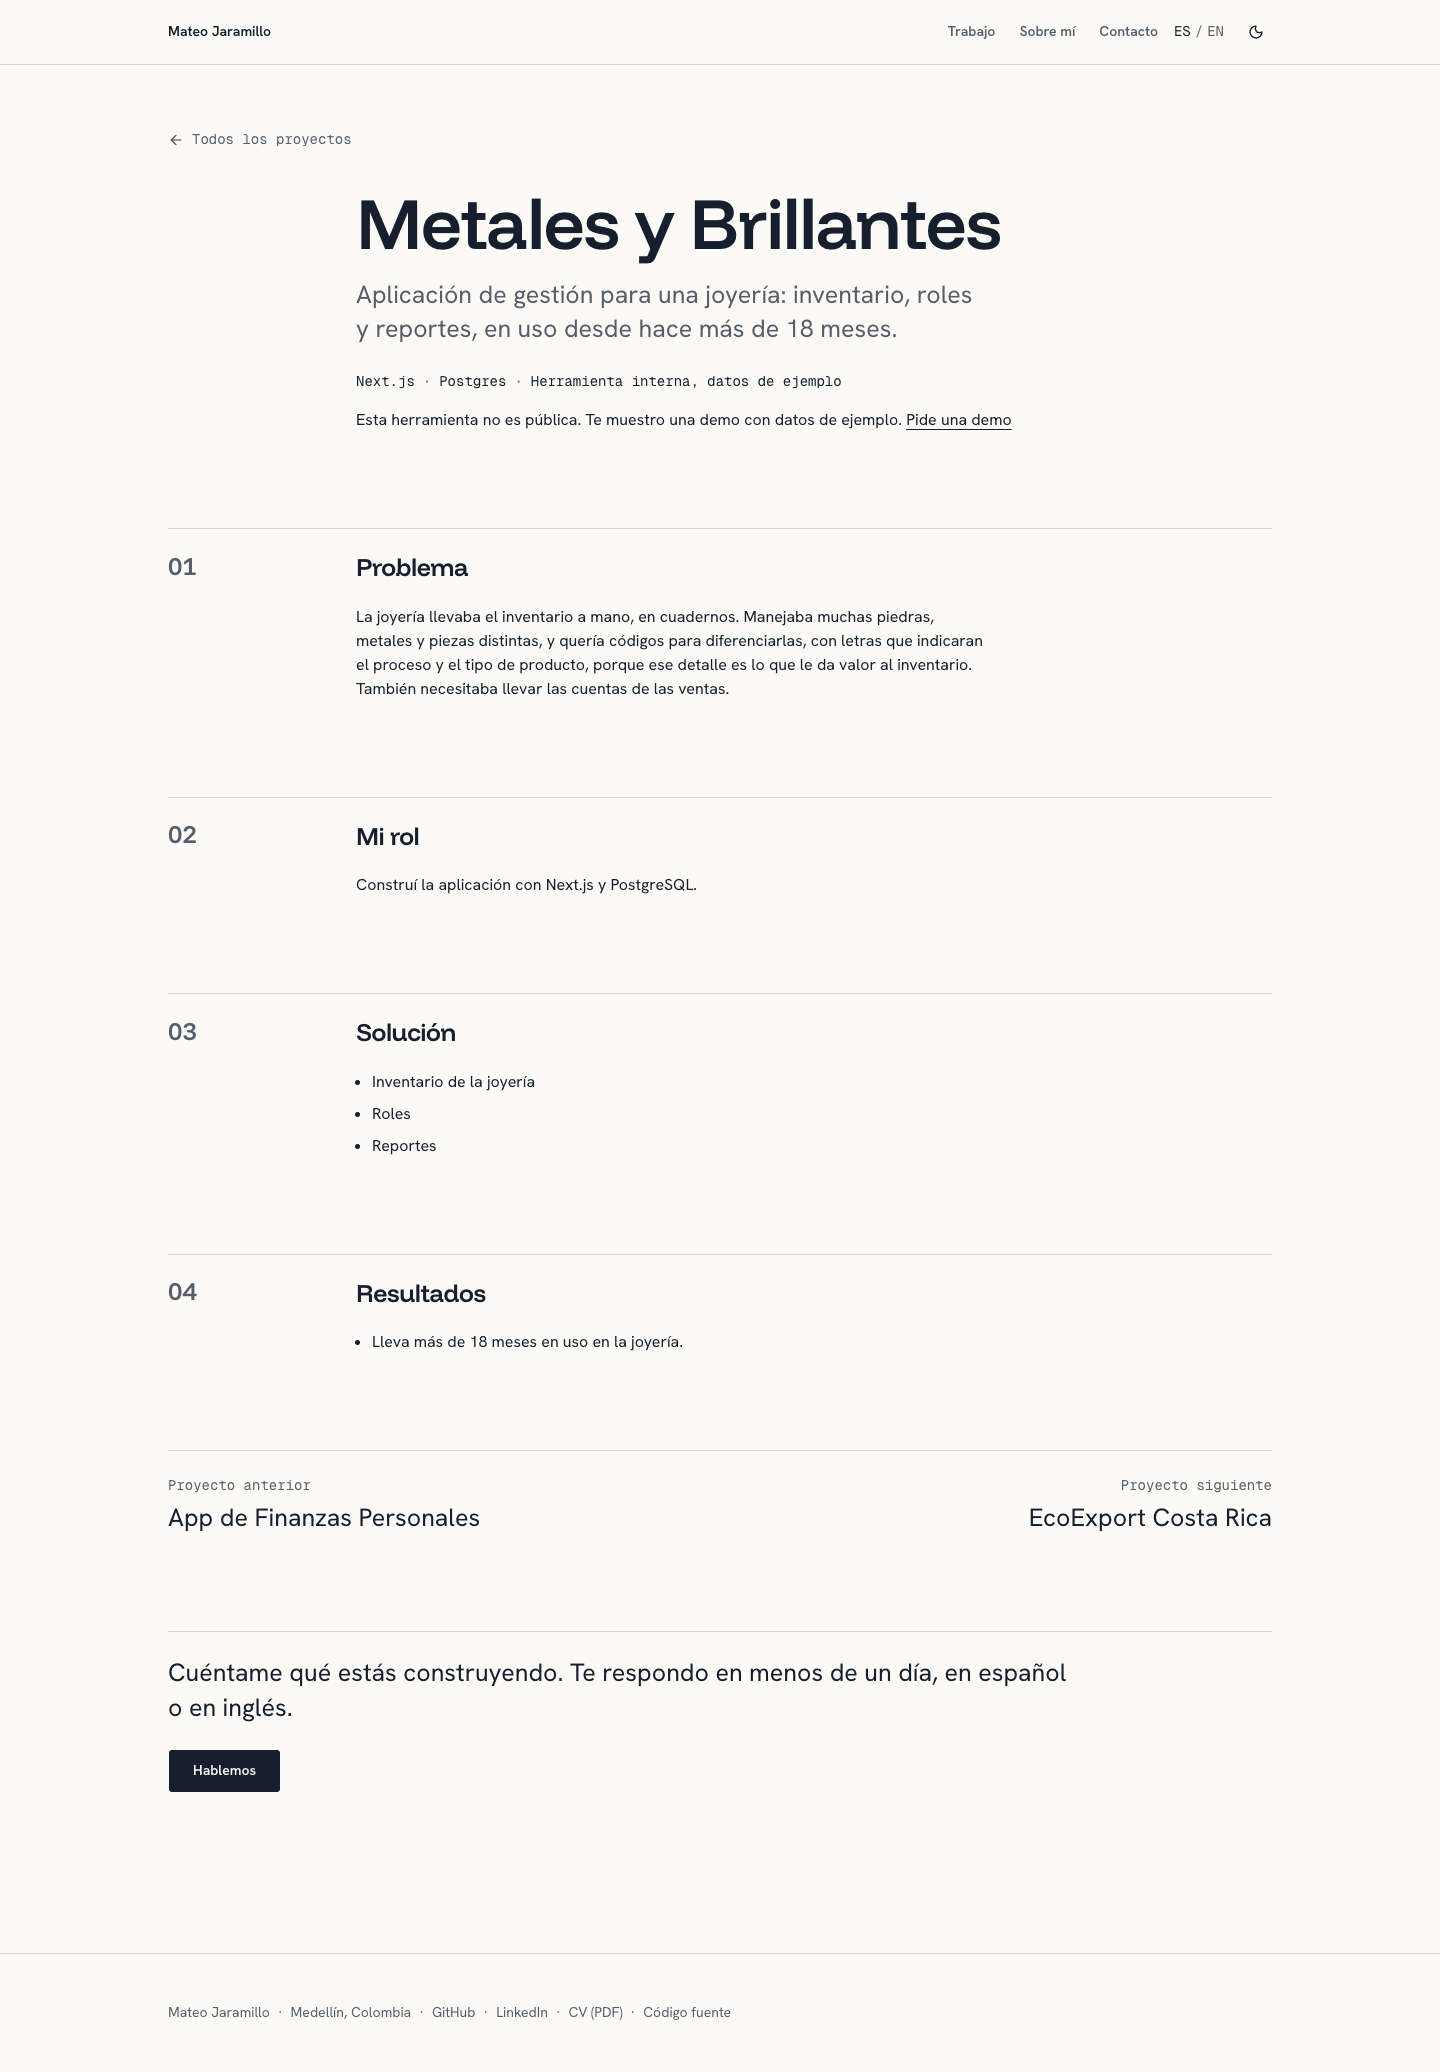 Mateo Jaramillo
Trabajo Sobre mí Contacto ES / EN
← Todos los proyectos
Metales y Brillantes
Aplicación de gestión para una joyería: inventario, roles
y reportes, en uso desde hace más de 18 meses.
Next.js · Postgres · Herramienta interna, datos de ejemplo
Esta herramienta no es pública. Te muestro una demo con datos de ejemplo. Pide una demo
01
Problema
La joyería llevaba el inventario a mano, en cuadernos. Manejaba muchas piedras,
metales y piezas distintas, y quería códigos para diferenciarlas, con letras que indicaran
el proceso y el tipo de producto, porque ese detalle es lo que le da valor al inventario.
También necesitaba llevar las cuentas de las ventas.
02
Mi rol
Construí la aplicación con Next.js y PostgreSQL.
03
Solución
• Inventario de la joyería
• Roles
• Reportes
04
Resultados
• Lleva más de 18 meses en uso en la joyería.
Proyecto anterior
App de Finanzas Personales
Proyecto siguiente
EcoExport Costa Rica
Cuéntame qué estás construyendo. Te respondo en menos de un día, en español
o en inglés.
Hablemos
Mateo Jaramillo · Medellín, Colombia · GitHub · LinkedIn · CV (PDF) · Código fuente